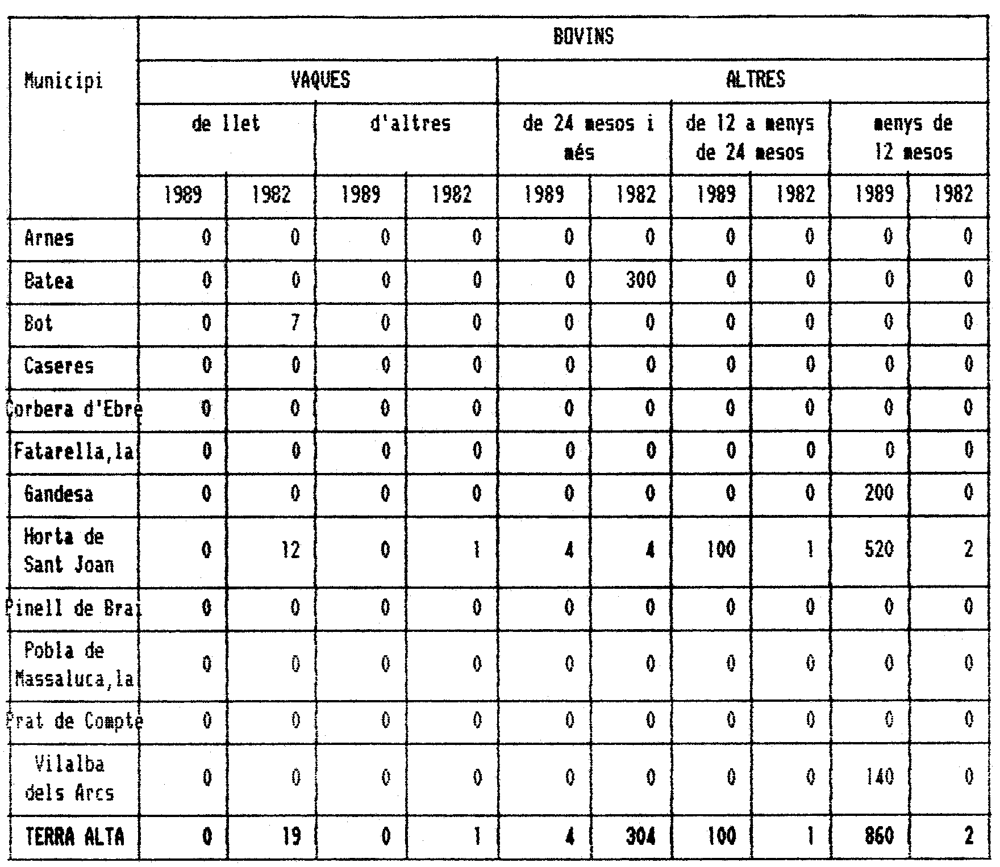 BOVINS
Municipi VAQUES ALTRES
de llet d'altres de 24 mesos i de 12 a menys menys de
més de 24 mesos 12 mesos
1989 1982 1989 1982 1989 1982 1989 1982 1989 1982
Arnes 0 0 0 0 0 0 0 0 0 0
Batea 0 0 0 0 0 300 0 0 0 0
Bot 0 7 0 0 0 0 0 0 0 0
Caseres 0 0 0 0 0 0 0 0 0 0
Corbera d'Ebre 0 0 0 0 0 0 0 0 0 0
Fatarella,la 0 0 0 0 0 0 0 0 0 0
Gandesa 0 0 0 0 0 0 0 0 200 0
Horta de
Sant Joan 0 12 0 1 4 4 100 1 520 2
Pinell de Brai 0 0 0 0 0 0 0 0 0 0
Pobla de
Massaluca,la 0 0 0 0 0 0 0 0 0 0
Prat de Compte 0 0 0 0 0 0 0 0 0 0
Vilalba
dels Arcs 0 0 0 0 0 0 0 0 140 0
TERRA ALTA 0 19 0 1 4 304 100 1 860 2